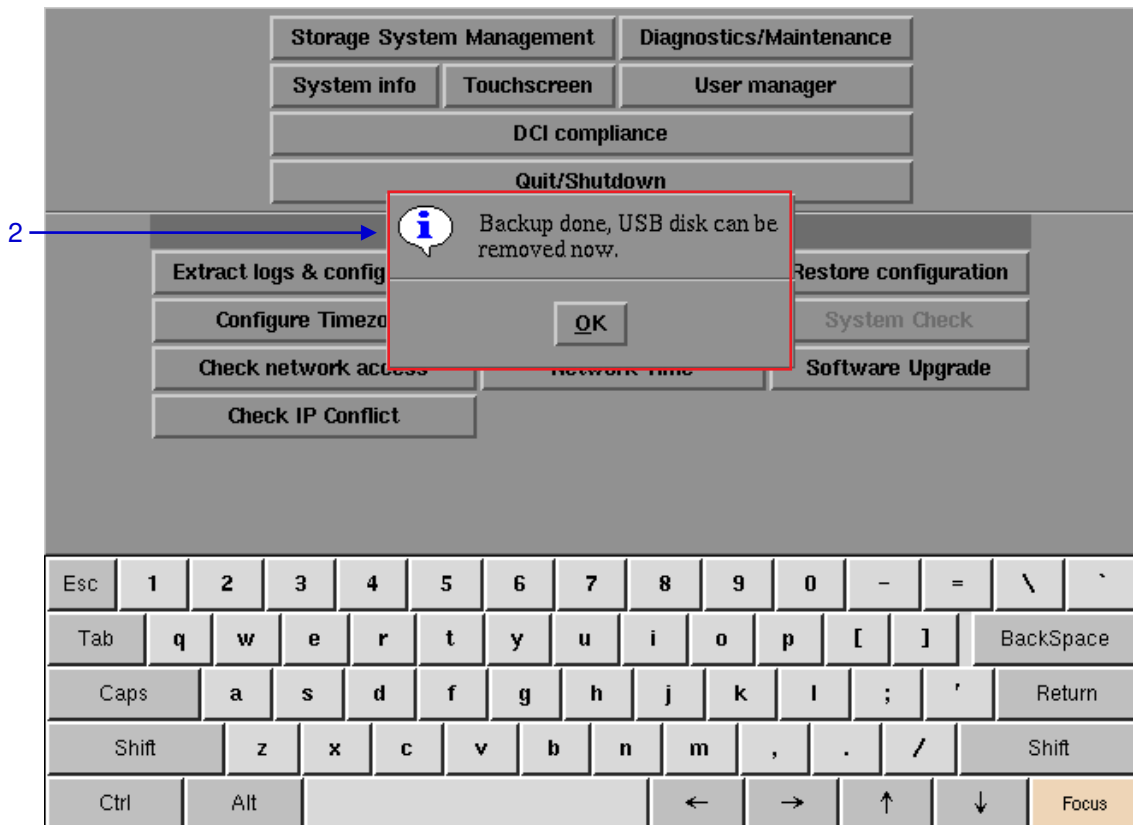 Storage System Management Diagnostics/Maintenance
System info Touchscreen User manager
DCI compliance
Quit/Shutdown
2
i Backup done, USB disk can be
removed now.
Extract logs & config Restore configuration
Configure Timezo OK System Check
Check network access Network Time Software Upgrade
Check IP Conflict
Esc 1 2 3 4 5 6 7 8 9 0 - = \ `
Tab q w e r t y u i o p [ ] BackSpace
Caps a s d f g h j k l ; ' Return
Shift z x c v b n m , . / Shift
Ctrl Alt ← → ↑ ↓ Focus